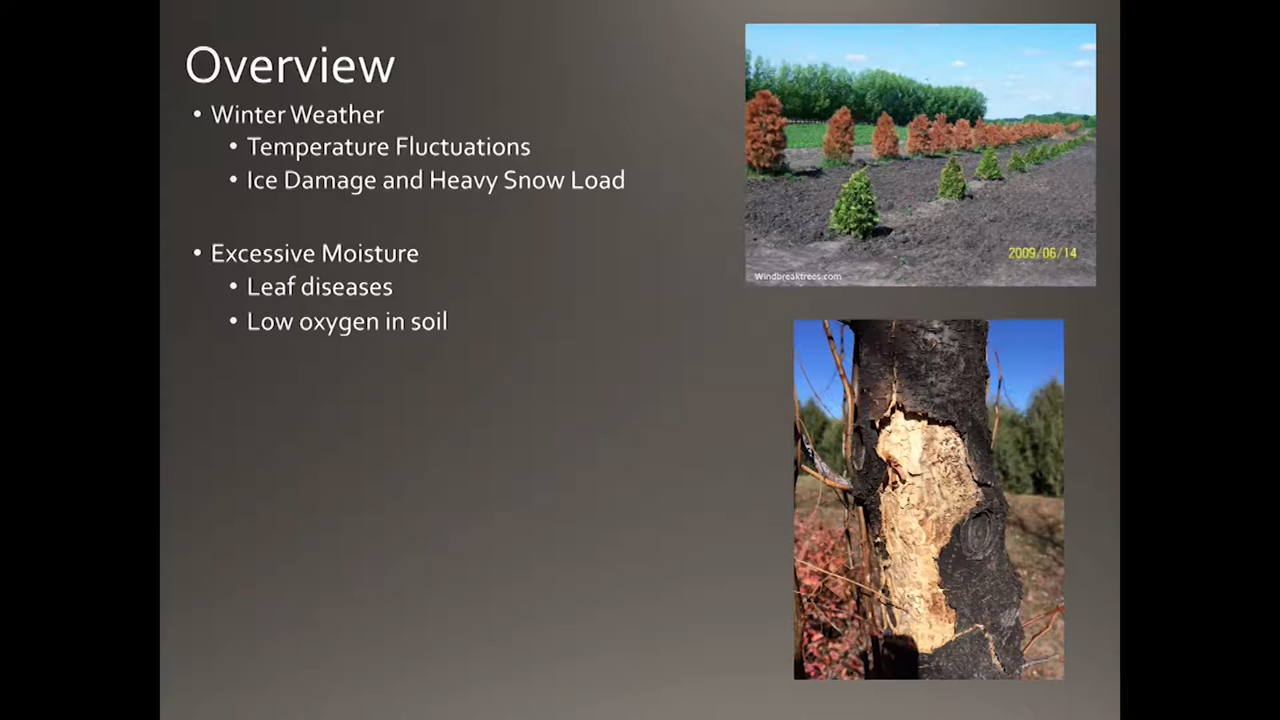 Overview
• Winter Weather
• Temperature Fluctuations
• Ice Damage and Heavy Snow Load
• Excessive Moisture
• Leaf diseases
• Low oxygen in soil
2009/06/14
Windbreaktrees.com